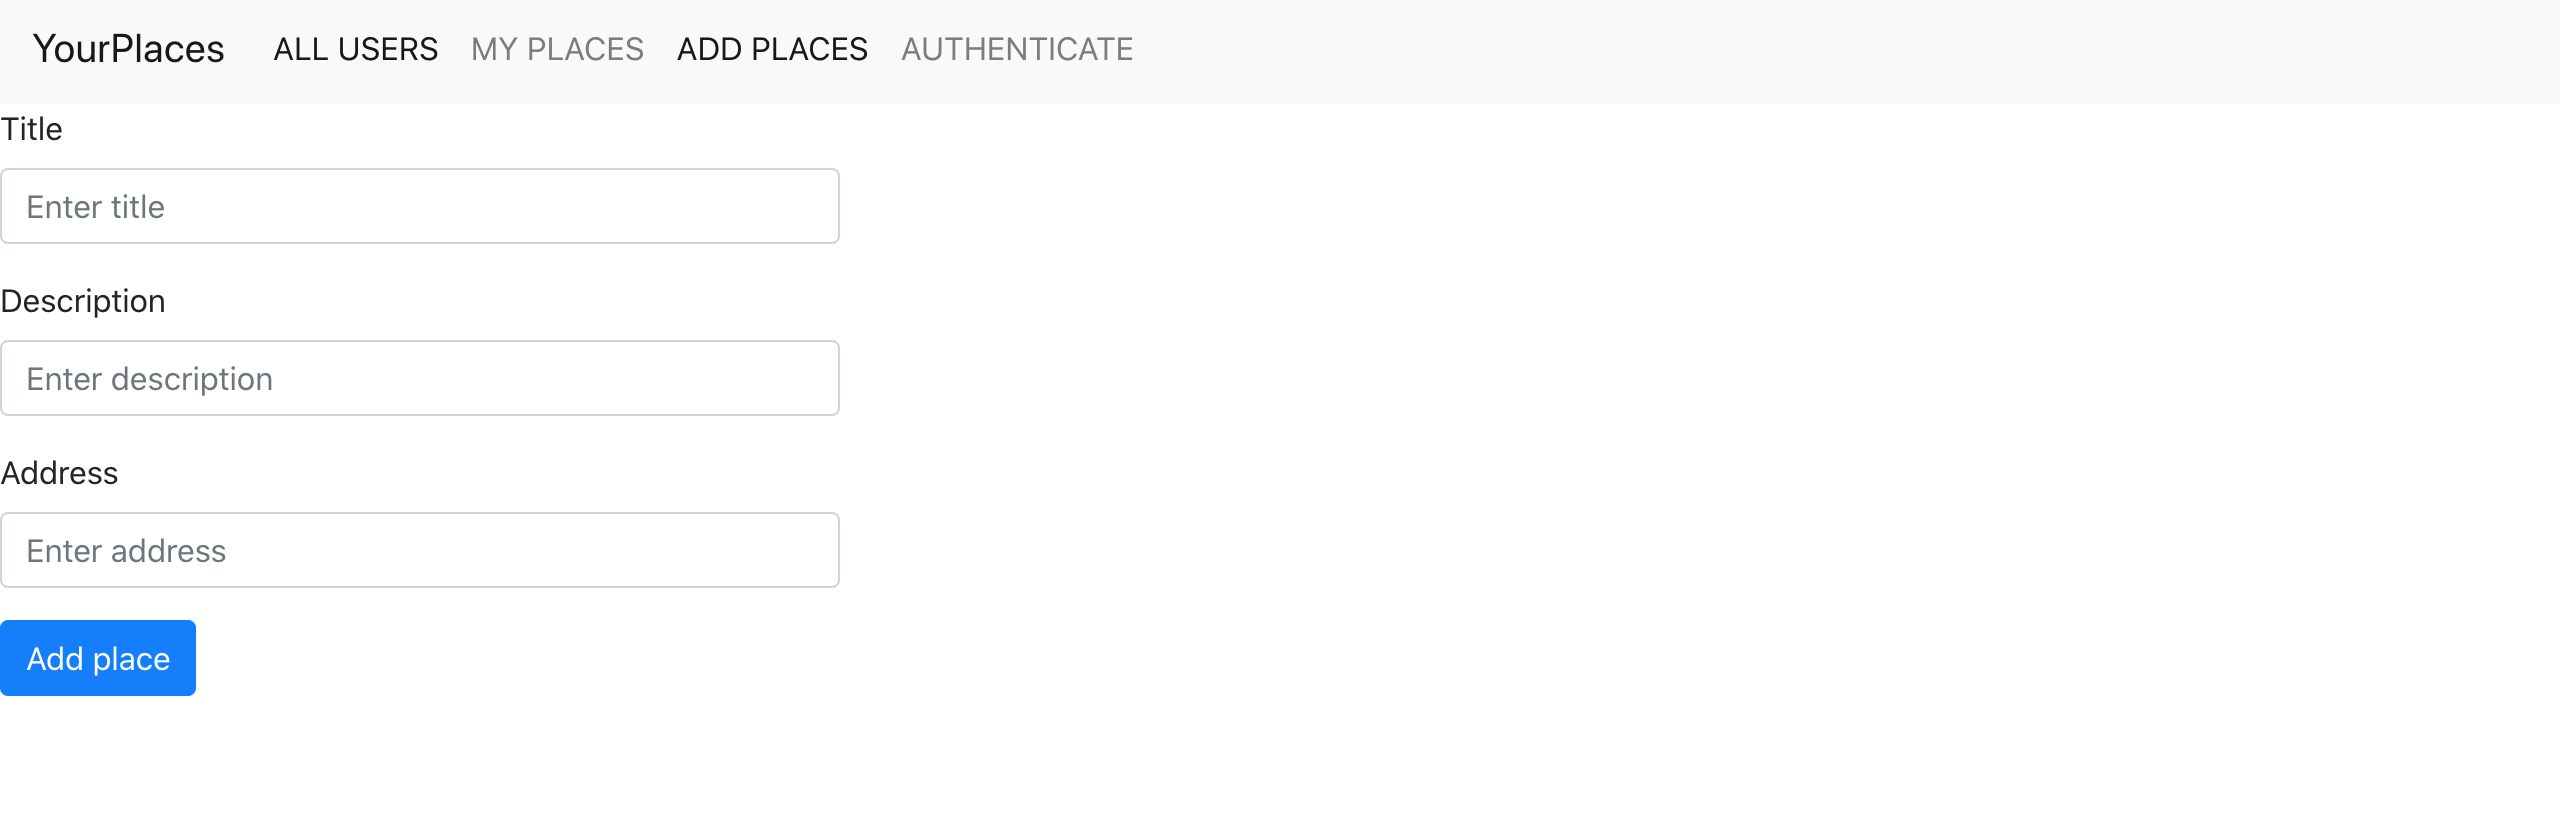 YourPlaces ALL USERS MY PLACES ADD PLACES AUTHENTICATE
Title
Enter title
Description
Enter description
Address
Enter address
Add place